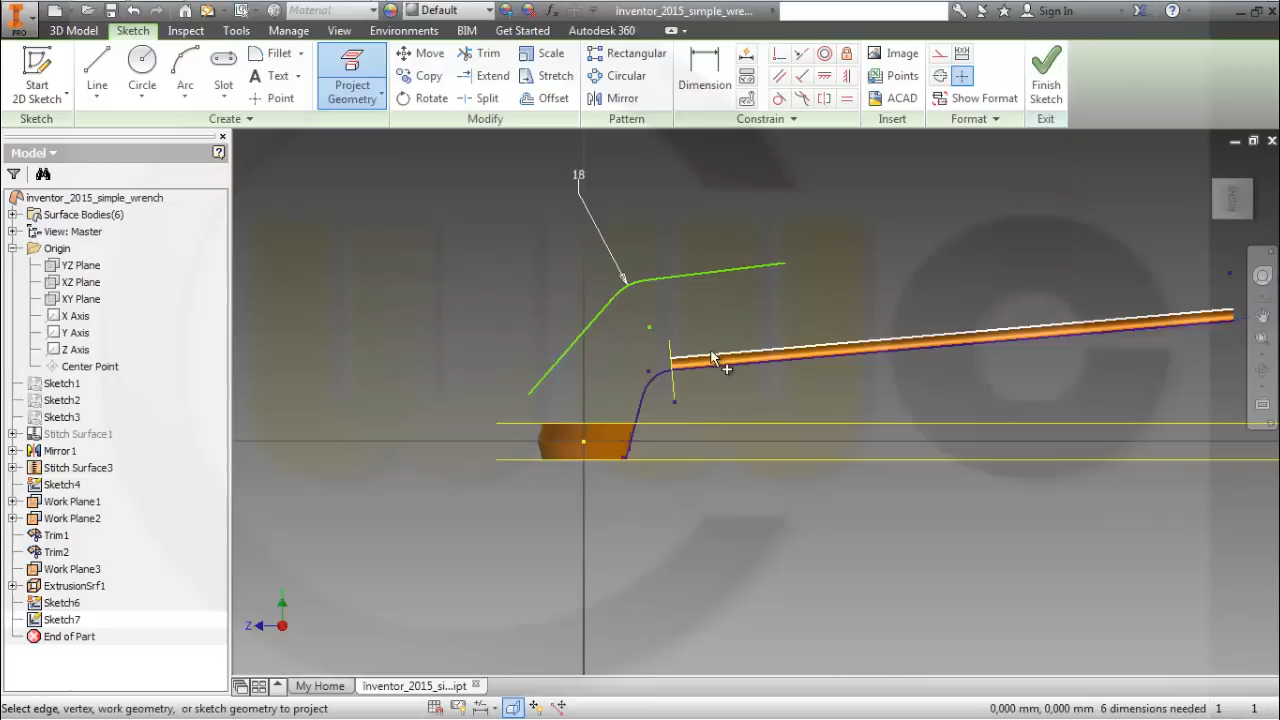 Material
Default
inventor_2015_simple_wre...
Sign In
PRO
3D Model Sketch Inspect Tools Manage View Environments BIM Get Started Autodesk 360
Start
2D Sketch
Line
Circle
Arc
Slot
Fillet
Text
Point
Project
Geometry
Move
Copy
Rotate
Trim
Extend
Split
Scale
Stretch
Offset
Rectangular
Circular
Mirror
Dimension
Image
Points
ACAD
Show Format
Finish
Sketch
Sketch Create Modify Pattern Constrain Insert Format Exit
Model
inventor_2015_simple_wrench
Surface Bodies(6)
View: Master
Origin
YZ Plane
XZ Plane
XY Plane
X Axis
Y Axis
Z Axis
Center Point
Sketch1
Sketch2
Sketch3
Stitch Surface1
Mirror1
Stitch Surface3
Sketch4
Work Plane1
Work Plane2
Trim1
Trim2
Work Plane3
ExtrusionSrf1
Sketch6
Sketch7
End of Part
18
RIGHT
Z
My Home
inventor_2015_si...ipt
Select edge, vertex, work geometry, or sketch geometry to project
0,000 mm, 0,000 mm 6 dimensions needed 1 1